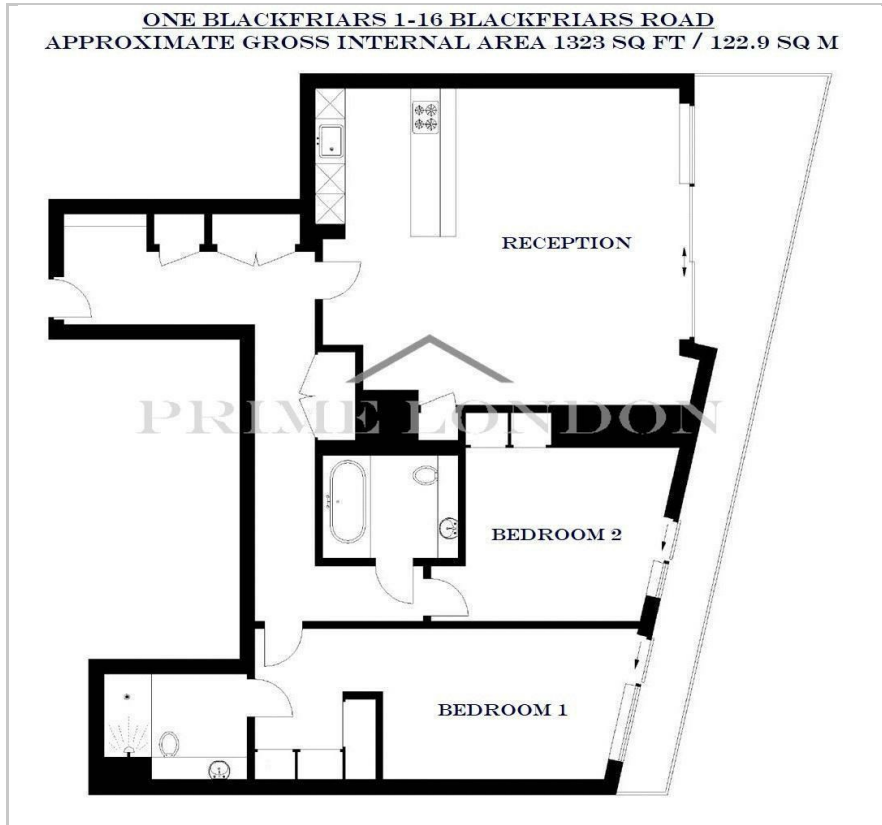 ONE BLACKFRIARS 1-16 BLACKFRIARS ROAD
APPROXIMATE GROSS INTERNAL AREA 1323 SQ FT / 122.9 SQ M
RECEPTION
PRIME LONDON
BEDROOM 2
BEDROOM 1